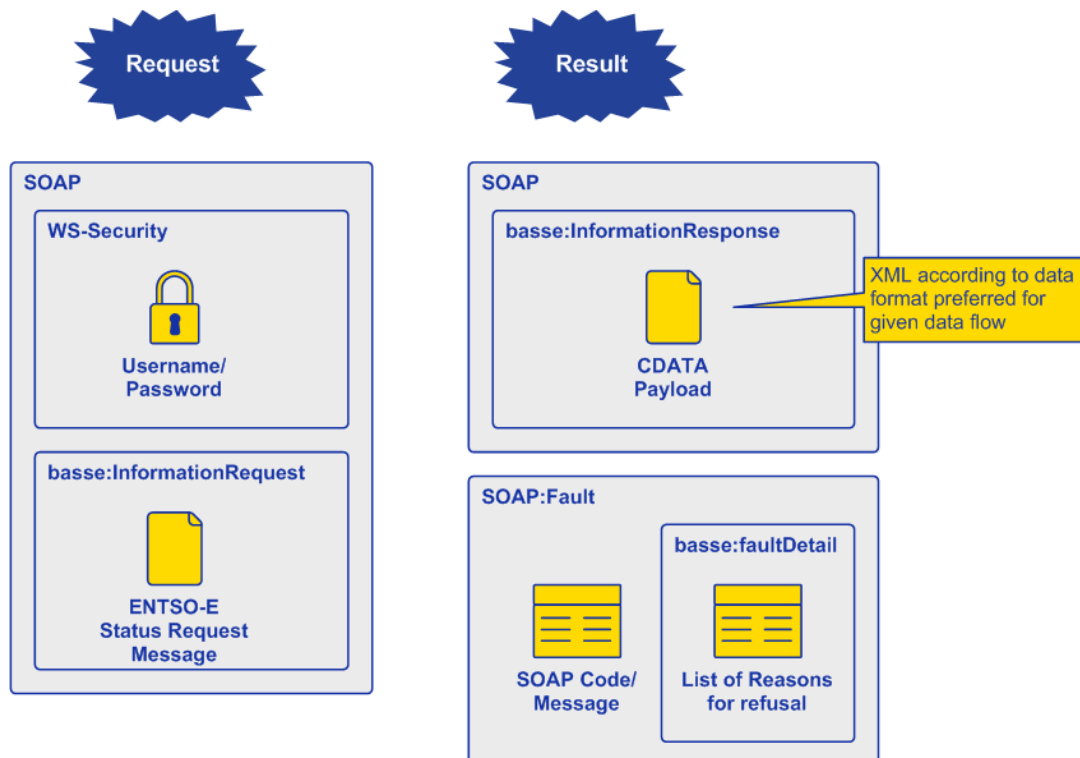 Request
Result
SOAP
WS-Security
Username/
Password
basse:InformationRequest
ENTSO-E
Status Request
Message
SOAP
basse:InformationResponse
CDATA
Payload
XML according to data
format preferred for
given data flow
SOAP:Fault
SOAP Code/
Message
basse:faultDetail
List of Reasons
for refusal